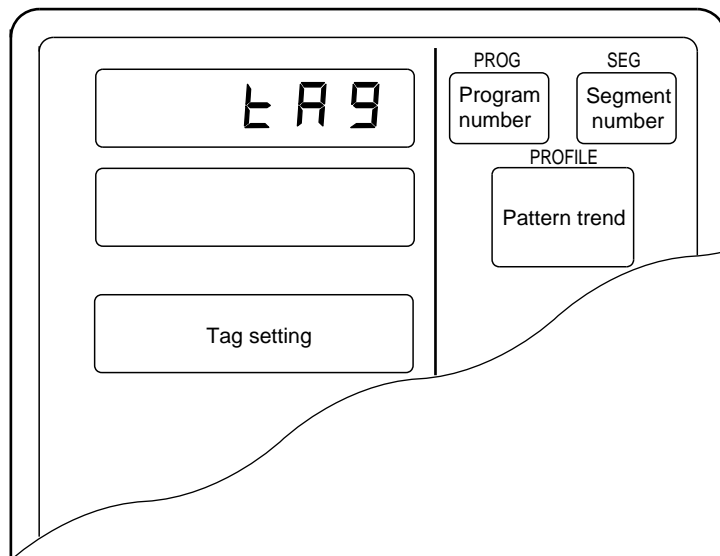 tAg
PROG
SEG
Program
number
Segment
number
PROFILE
Pattern trend
Tag setting